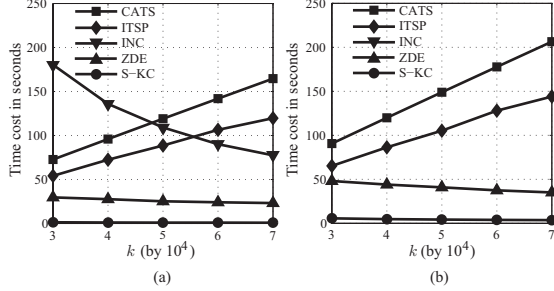 250
200
150
100
50
0
Time cost in seconds
CATS
ITSP
INC
ZDE
S−KC
3 4 5 6 7
k (by 10^4)
(a)
250
200
150
100
50
0
Time cost in seconds
CATS
ITSP
INC
ZDE
S−KC
3 4 5 6 7
k (by 10^4)
(b)